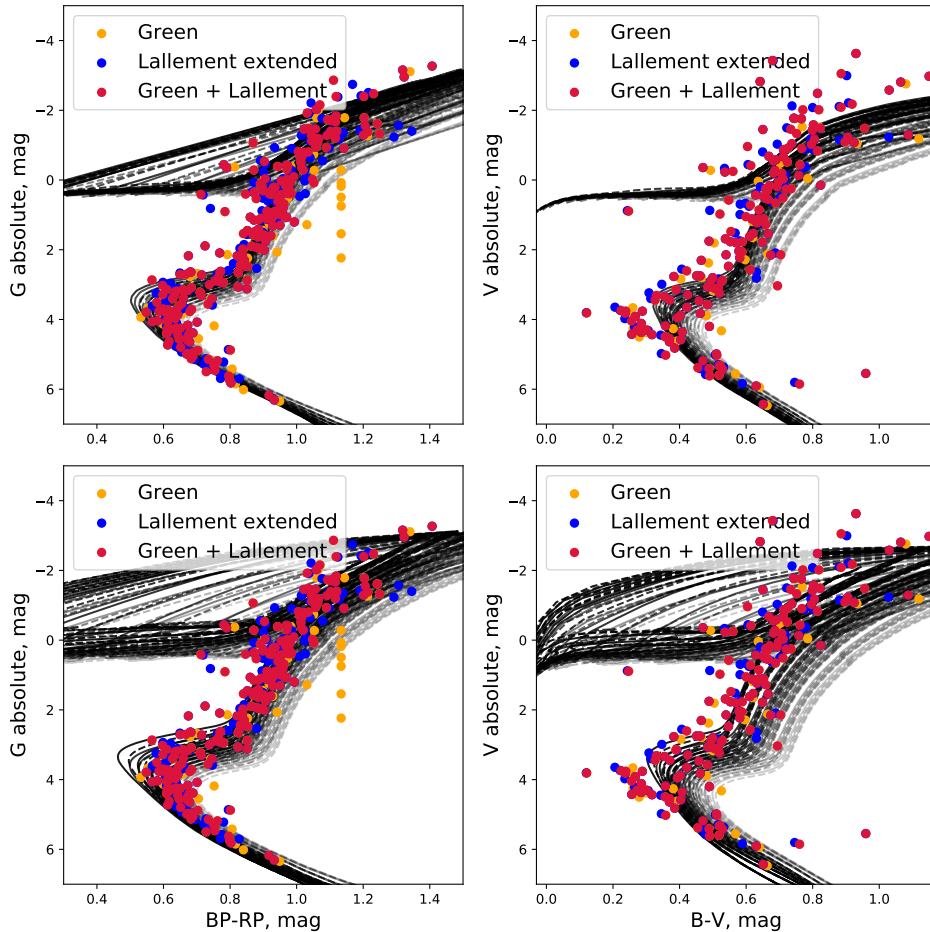 Green
Lallement extended
Green + Lallement
−4
−2
0
2
4
6
G absolute, mag
0.4
0.6
0.8
1.0
1.2
1.4
Green
Lallement extended
Green + Lallement
−4
−2
0
2
4
6
V absolute, mag
0.0
0.2
0.4
0.6
0.8
1.0
Green
Lallement extended
Green + Lallement
−4
−2
0
2
4
6
G absolute, mag
0.4
0.6
0.8
1.0
1.2
1.4
BP-RP, mag
Green
Lallement extended
Green + Lallement
−4
−2
0
2
4
6
V absolute, mag
0.0
0.2
0.4
0.6
0.8
1.0
B-V, mag